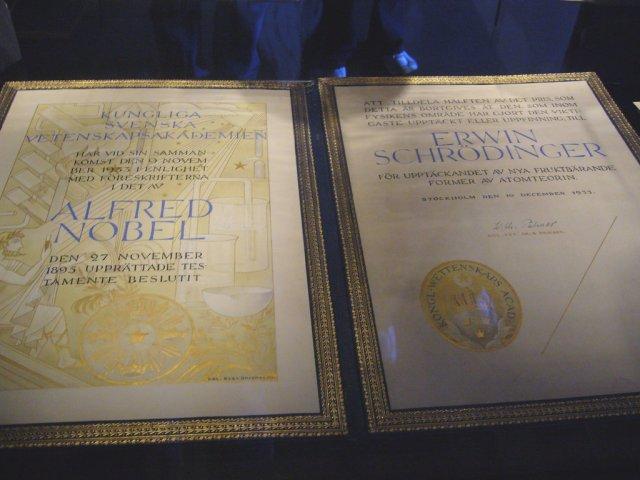 KUNGLIGA
SVENSKA
VETENSKAPSAKADEMIEN
HAR VID SIN SAMMAN
KOMST DEN 9 NOVEM
BER 1933 I ENLIGHET
MED FÖRESKRIFTERNA
I DET AV
ALFRED
NOBEL
DEN 27 NOVEMBER
1895 UPPRÄTTADE TES
TAMENTE BESLUTIT
ATT TILLDELA HÄLFTEN AV DET PRIS, SOM
DETTA ÅR BORTGIVES ÅT DEN, SOM INOM
FYSIKENS OMRÅDE HAR GJORT DEN VIKTI
GASTE UPPTÄCKT ELLER UPPFINNING, TILL
ERWIN
SCHRÖDINGER
FÖR UPPTÄCKANDET AV NYA FRUKTBÄRANDE
FORMER AV ATOMTEORIN.
STOCKHOLM DEN 10 DECEMBER 1933.
KONGL. WETTENSKAPS ACAD.